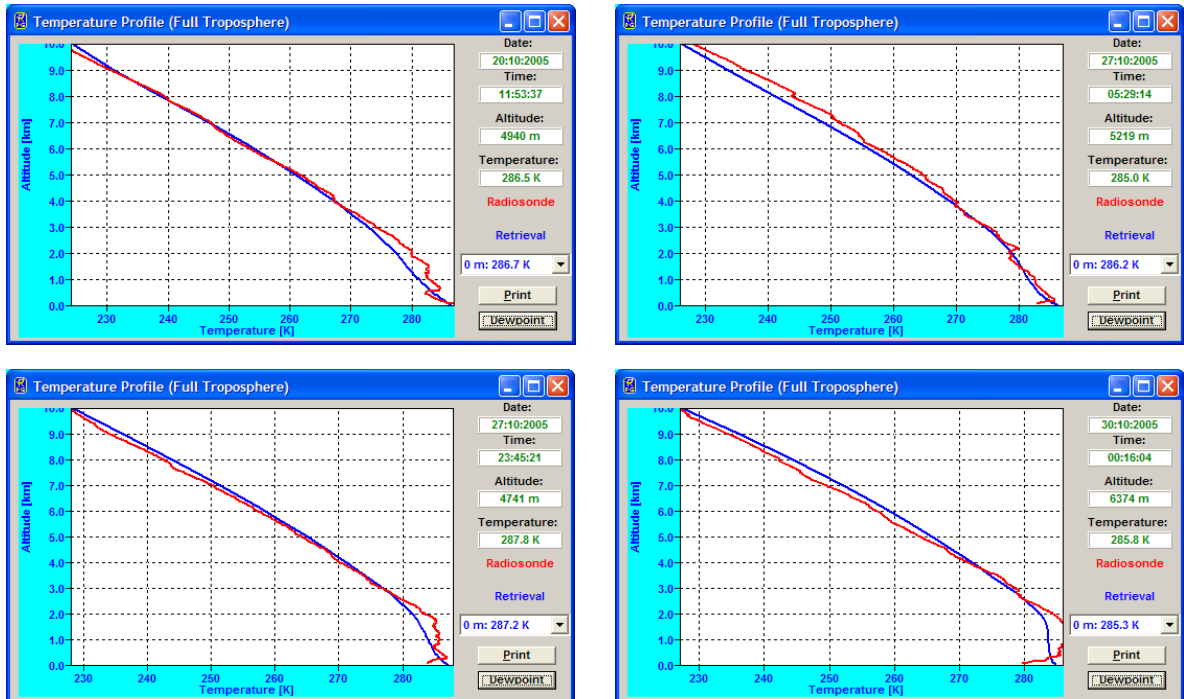 Temperature Profile (Full Troposphere)
Date:
20:10:2005
Time:
11:53:37
Altitude:
4940 m
Temperature:
286.5 K
Radiosonde
Retrieval
0 m: 286.7 K
Print
Dewpoint
Altitude [km]
10.0
9.0
8.0
7.0
6.0
5.0
4.0
3.0
2.0
1.0
0.0
230 240 250 260 270 280
Temperature [K]
Temperature Profile (Full Troposphere)
Date:
27:10:2005
Time:
05:29:14
Altitude:
5219 m
Temperature:
285.0 K
Radiosonde
Retrieval
0 m: 286.2 K
Print
Dewpoint
Altitude [km]
10.0
9.0
8.0
7.0
6.0
5.0
4.0
3.0
2.0
1.0
0.0
230 240 250 260 270 280
Temperature [K]
Temperature Profile (Full Troposphere)
Date:
27:10:2005
Time:
23:45:21
Altitude:
4741 m
Temperature:
287.8 K
Radiosonde
Retrieval
0 m: 287.2 K
Print
Dewpoint
Altitude [km]
10.0
9.0
8.0
7.0
6.0
5.0
4.0
3.0
2.0
1.0
0.0
230 240 250 260 270 280
Temperature [K]
Temperature Profile (Full Troposphere)
Date:
30:10:2005
Time:
00:16:04
Altitude:
6374 m
Temperature:
285.8 K
Radiosonde
Retrieval
0 m: 285.3 K
Print
Dewpoint
Altitude [km]
10.0
9.0
8.0
7.0
6.0
5.0
4.0
3.0
2.0
1.0
0.0
230 240 250 260 270 280
Temperature [K]